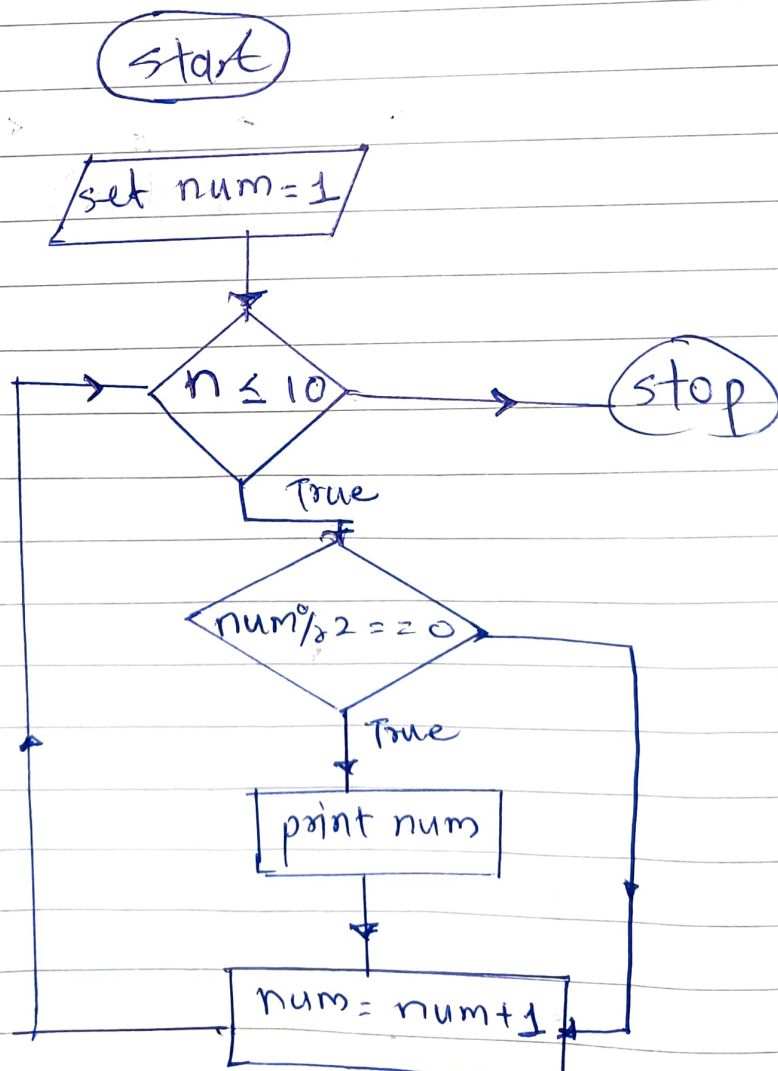 start
set num=1
n ≤ 10
stop
True
num%2==0
True
print num
num = num+1